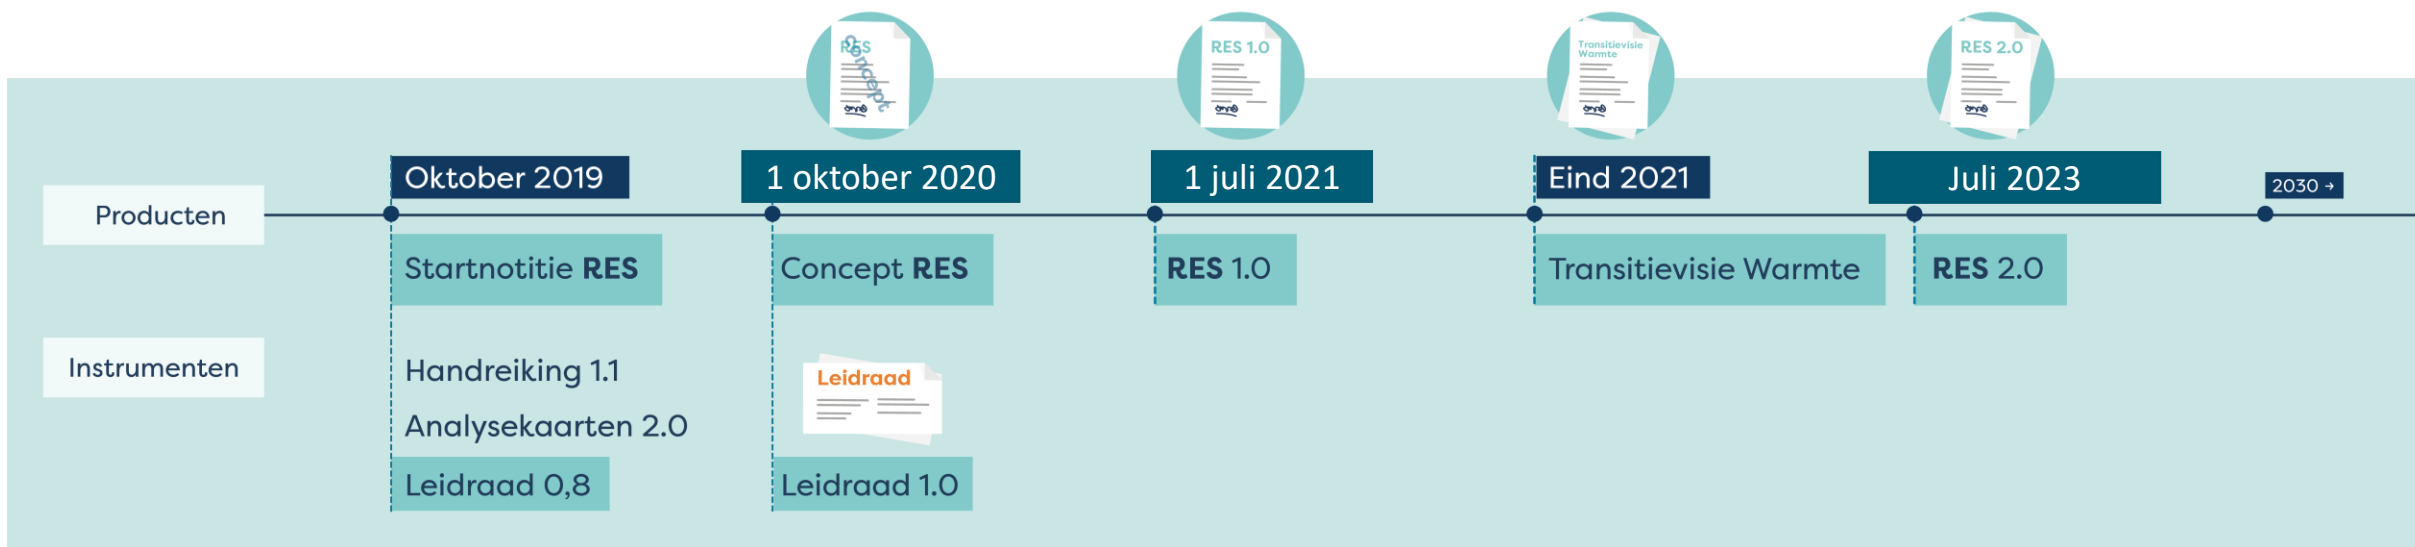 RES
concept
RES 1.0
Transitievisie
Warmte
RES 2.0
Oktober 2019
1 oktober 2020
1 juli 2021
Eind 2021
Juli 2023
2030 →
Producten
Startnotitie RES
Concept RES
RES 1.0
Transitievisie Warmte
RES 2.0
Instrumenten
Handreiking 1.1
Analysekaarten 2.0
Leidraad 0,8
Leidraad
Leidraad 1.0